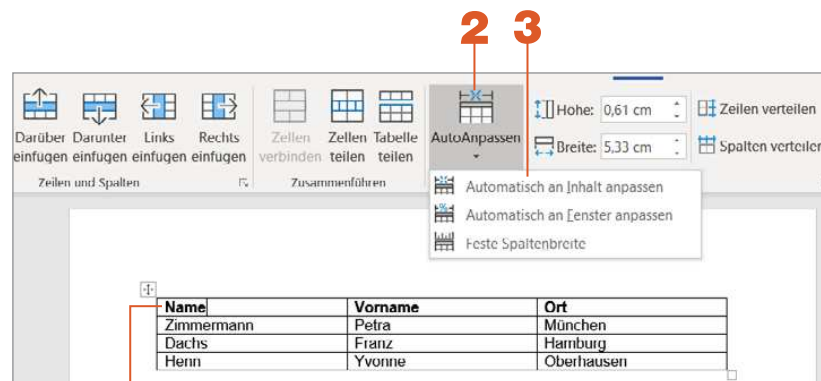 2 3
Darüber Darunter Links Rechts Zellen Zellen Tabelle AutoAnpassen
einfügen einfügen einfügen einfügen verbinden teilen teilen
Höhe: 0,61 cm Zeilen verteilen
Breite: 5,33 cm Spalten verteilen
Zeilen und Spalten Zusammenführen
Automatisch an Inhalt anpassen
Automatisch an Fenster anpassen
Feste Spaltenbreite
Name Vorname Ort
Zimmermann Petra München
Dachs Franz Hamburg
Henn Yvonne Oberhausen